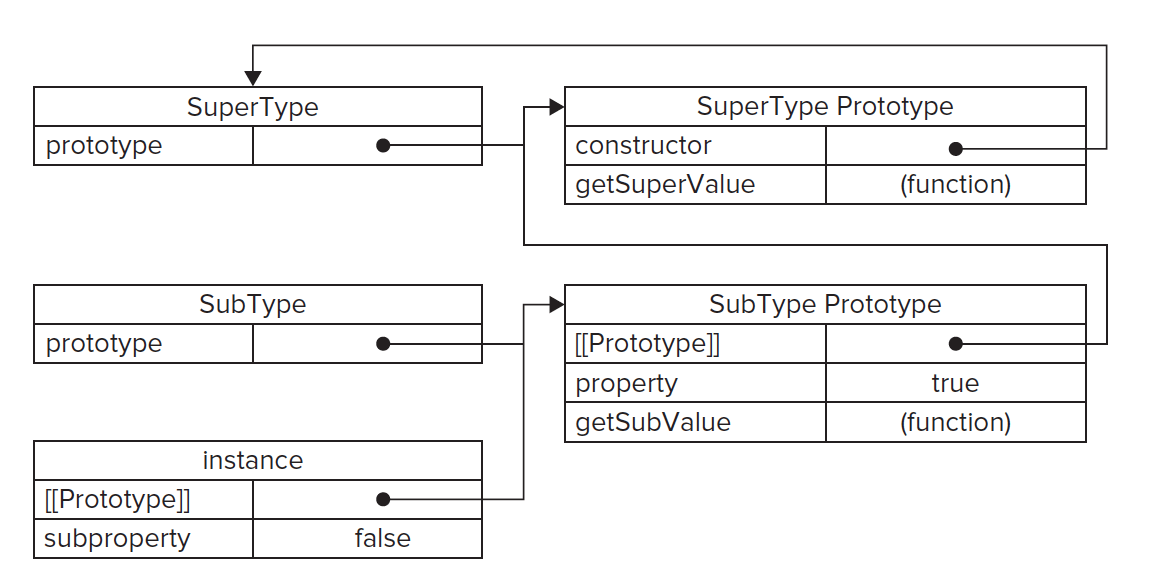 SuperType
prototype
SuperType Prototype
constructor
getSuperValue (function)
SubType
prototype
SubType Prototype
[[Prototype]]
property true
getSubValue (function)
instance
[[Prototype]]
subproperty false